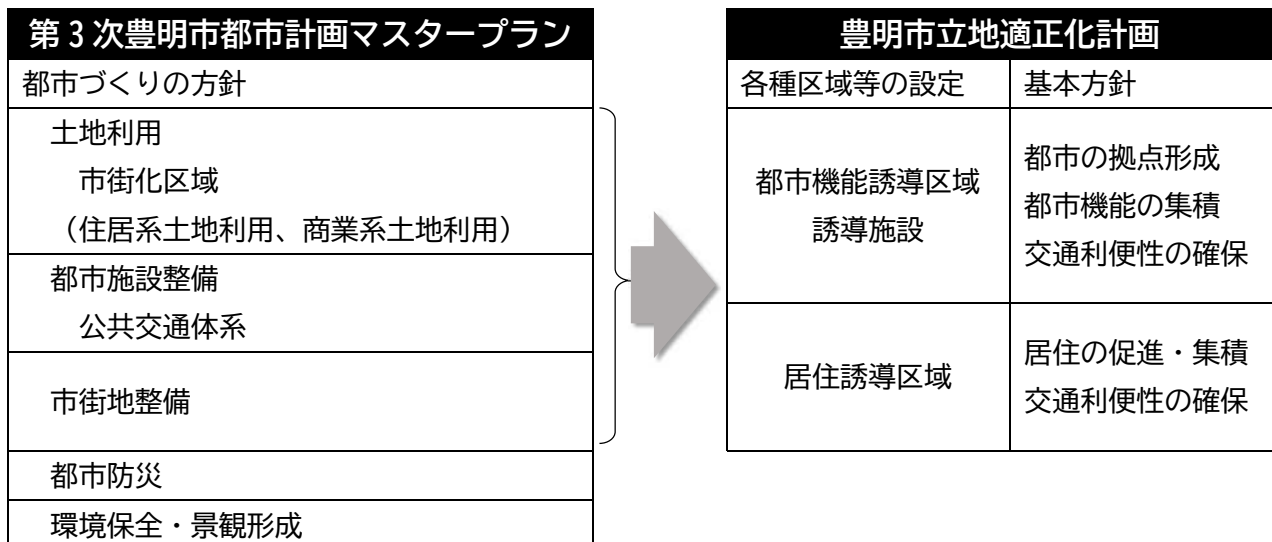 第3次豊明市都市計画マスタープラン
都市づくりの方針
土地利用
市街化区域
（住居系土地利用、商業系土地利用）
都市施設整備
公共交通体系
市街地整備
都市防災
環境保全・景観形成
豊明市立地適正化計画
各種区域等の設定
基本方針
都市機能誘導区域
誘導施設
都市の拠点形成
都市機能の集積
交通利便性の確保
居住誘導区域
居住の促進・集積
交通利便性の確保